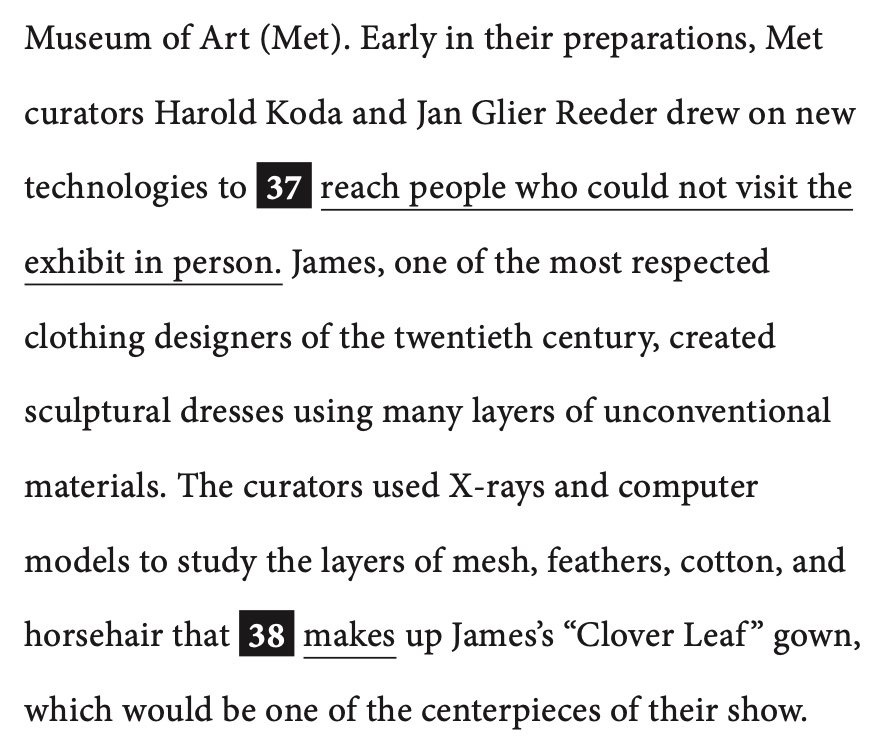 Museum of Art (Met). Early in their preparations, Met
curators Harold Koda and Jan Glier Reeder drew on new
technologies to 37 reach people who could not visit the
exhibit in person. James, one of the most respected
clothing designers of the twentieth century, created
sculptural dresses using many layers of unconventional
materials. The curators used X-rays and computer
models to study the layers of mesh, feathers, cotton, and
horsehair that 38 makes up James’s “Clover Leaf” gown,
which would be one of the centerpieces of their show.